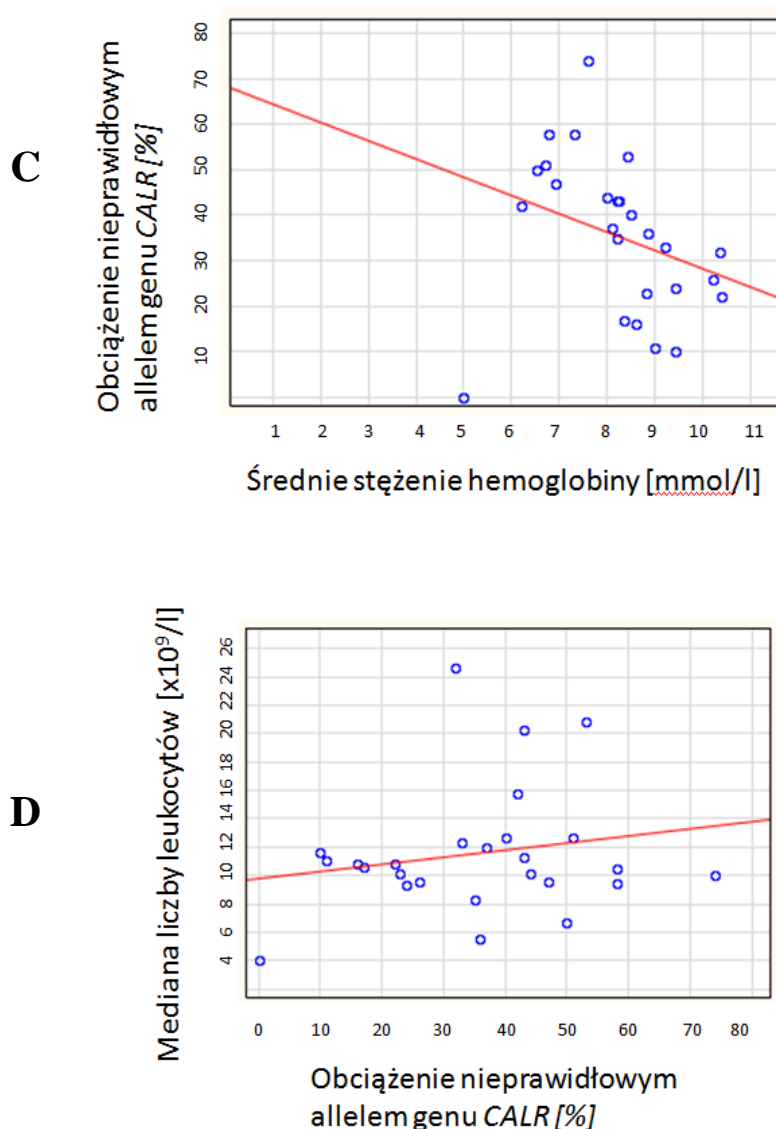 C
Obciążenie nieprawidłowym
allelem genu CALR [%]
80
70
60
50
40
30
20
10
1 2 3 4 5 6 7 8 9 10 11
Średnie stężenie hemoglobiny [mmol/l]
D
Mediana liczby leukocytów [x10⁹/l]
26
24
22
20
18
16
14
12
10
8
6
4
0 10 20 30 40 50 60 70 80
Obciążenie nieprawidłowym
allelem genu CALR [%]